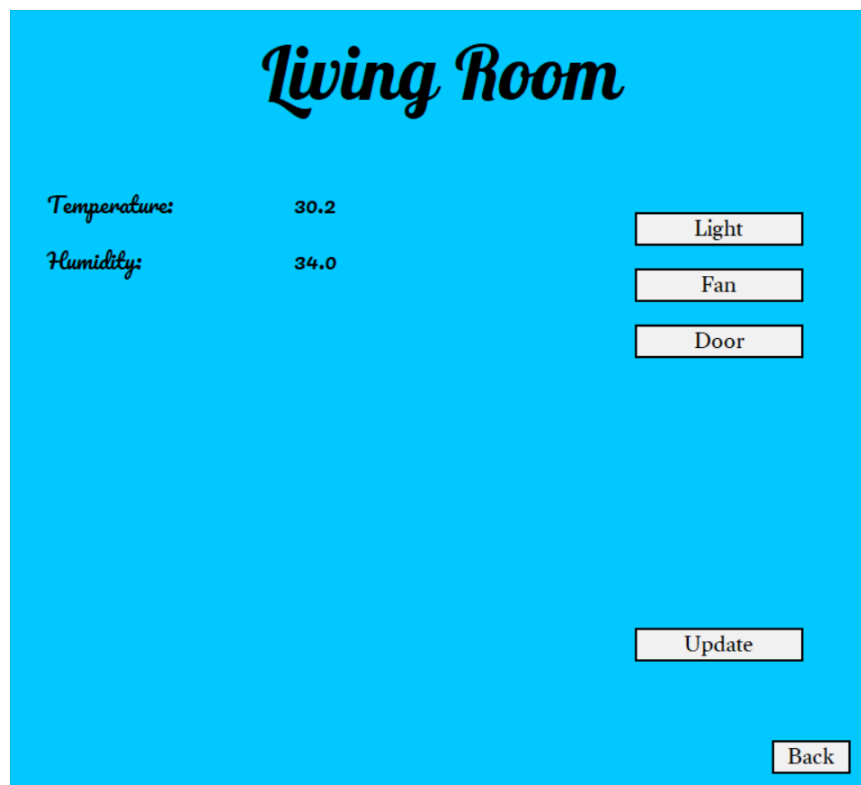 Living Room
Temperature: 30.2
Humidity: 34.0
Light
Fan
Door
Update
Back